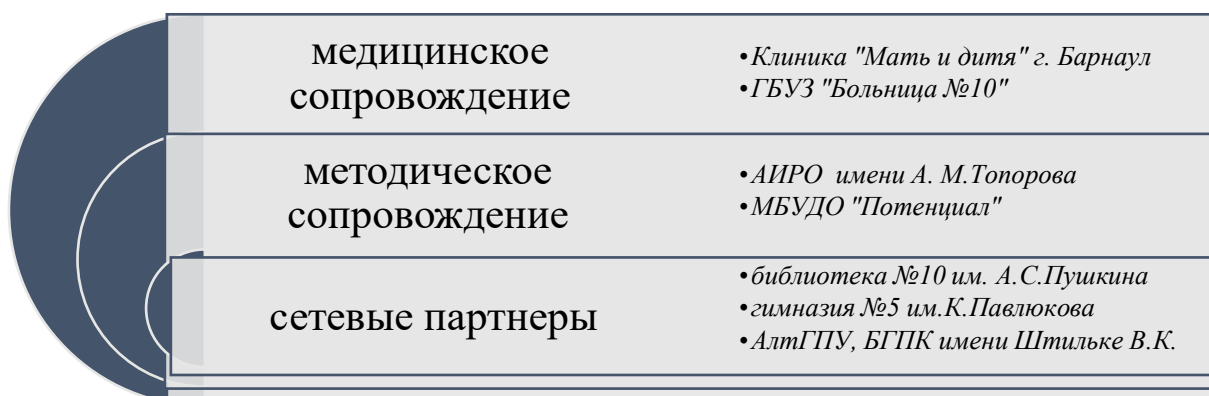 медицинское
сопровождение
•Клиника "Мать и дитя" г. Барнаул
•ГБУЗ "Больница №10"
методическое
сопровождение
•АИРО имени А. М.Топорова
•МБУДО "Потенциал"
сетевые партнеры
•библиотека №10 им. А.С.Пушкина
•гимназия №5 им.К.Павлюкова
•АлтГПУ, БГПК имени Штильке В.К.